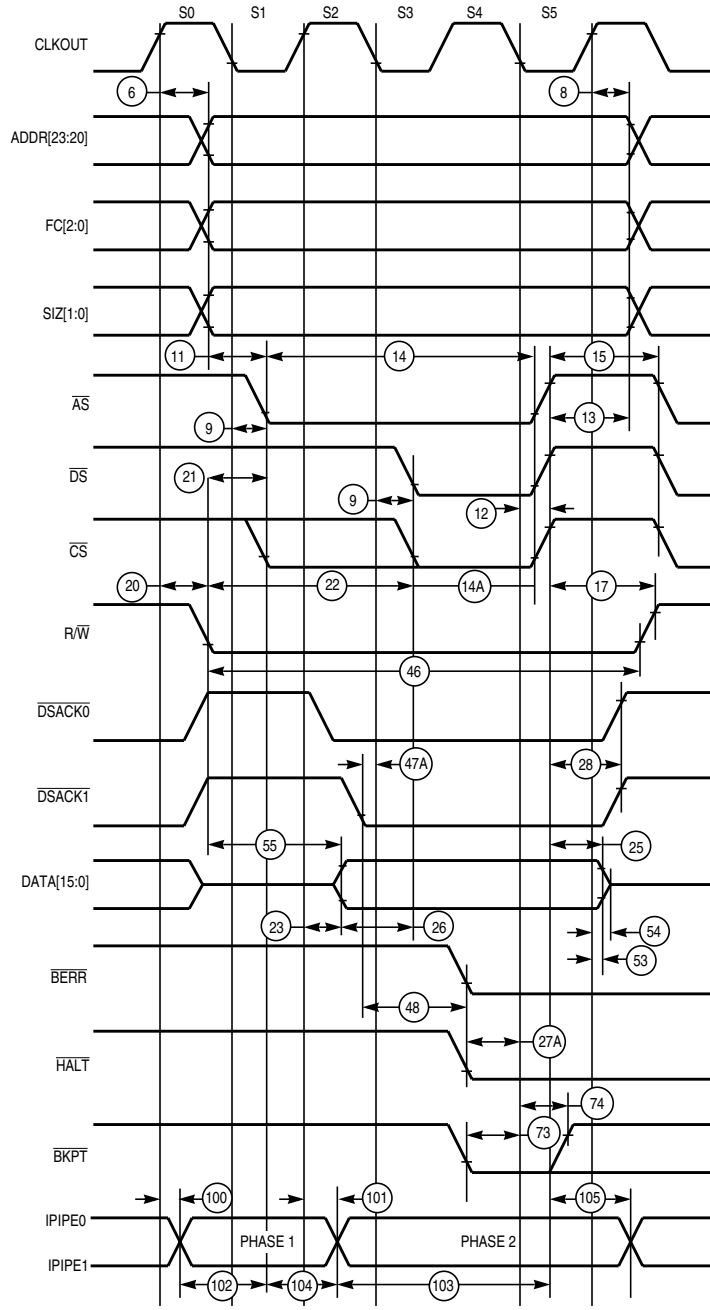 S0 S1 S2 S3 S4 S5
CLKOUT
6 8
ADDR[23:20]
FC[2:0]
SIZ[1:0]
11 14 15
AS
9 13
DS
21 9 12
CS
20 22 14A 17
R/W
46
DSACK0
47A 28
DSACK1
55 25
DATA[15:0]
23 26 54
53
BERR
48
27A
HALT
74
73
BKPT
100 101 105
IPIPE0
PHASE 1 PHASE 2
IPIPE1
102 104 103